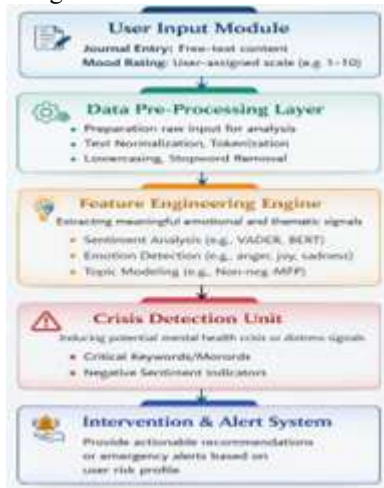 User Input Module
Journal Entry: Free-text content
Mood Rating: User-assigned scale (e.g. 1-10)
Data Pre-Processing Layer
• Preparation raw input for analysis
• Text Normalization, Tokenization
• Lowercasing, Stopword Removal
Feature Engineering Engine
Extracting meaningful emotional and thematic signals
• Sentiment Analysis (e.g., VADER, BERT)
• Emotion Detection (e.g., anger, joy, sadness)
• Topic Modeling (e.g., Non-neg
Crisis Detection Unit
potential mental health crisis or distress signals
• Critical Keywords/
• Negative Sentiment Indicators
Intervention & Alert System
Provide actionable recommendations
or emergency alerts based on
user risk profile